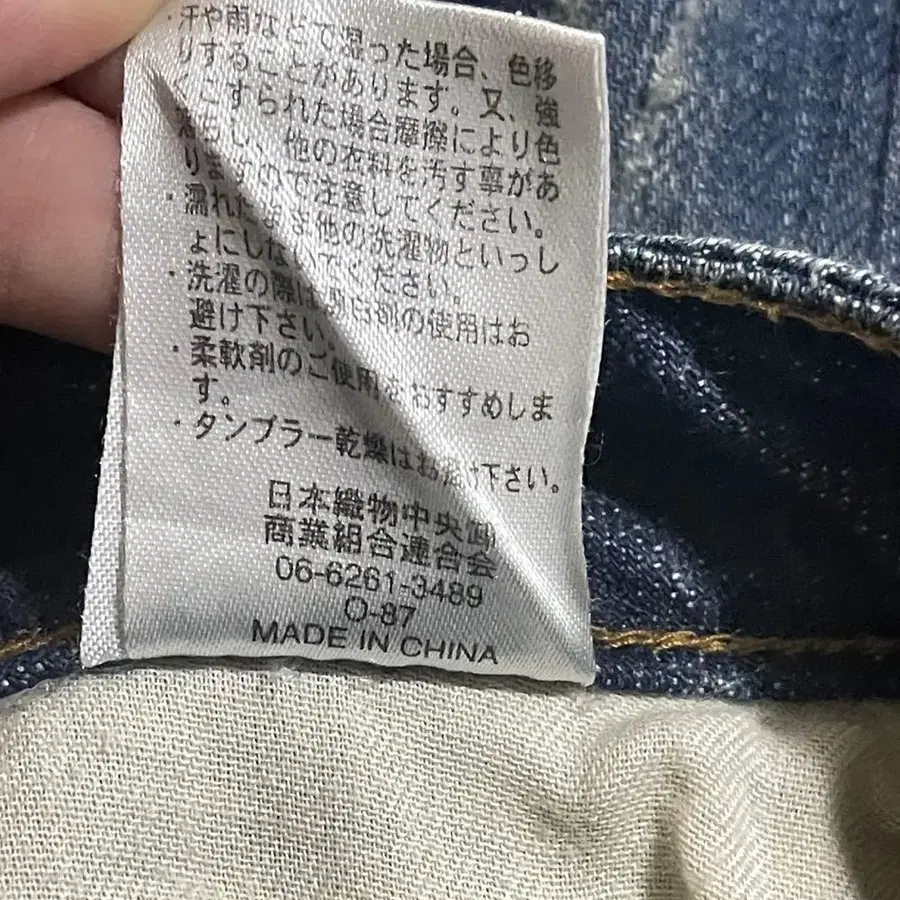 ・汗や雨などで湿った場合、色移
りすることがあります。又、強
くこすられた場合摩擦により色
落ちし、他の衣料を汚す事があ
りますので注意してください。
・濡れたまま他の洗濯物といっし
ょにしないでください。
・洗濯の際は 白剤の使用はお
避け下さい。
・柔軟剤のご使用をおすすめしま
す。
・タンブラー乾燥はお 下さい。
日本織物中央卸
商業組合連合会
06-6261-3489
O-87
MADE IN CHINA